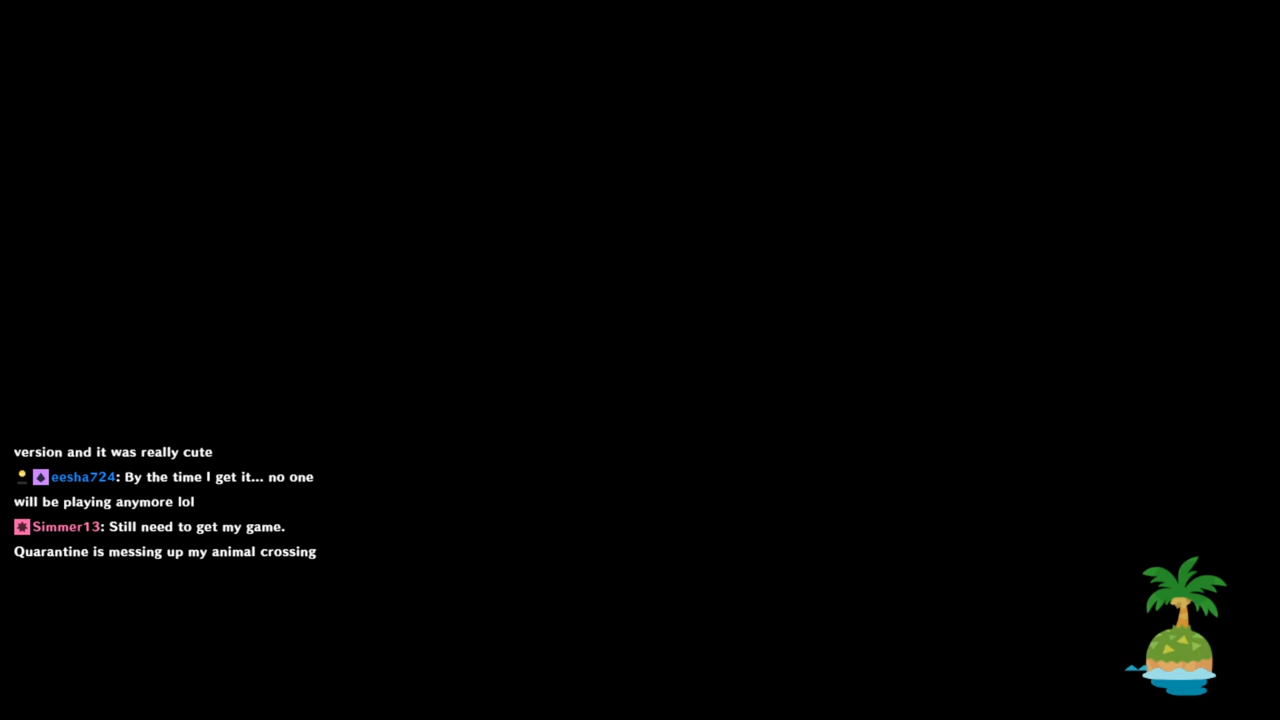 version and it was really cute
eesha724: By the time I get it... no one
will be playing anymore lol
Simmer13: Still need to get my game.
Quarantine is messing up my animal crossing